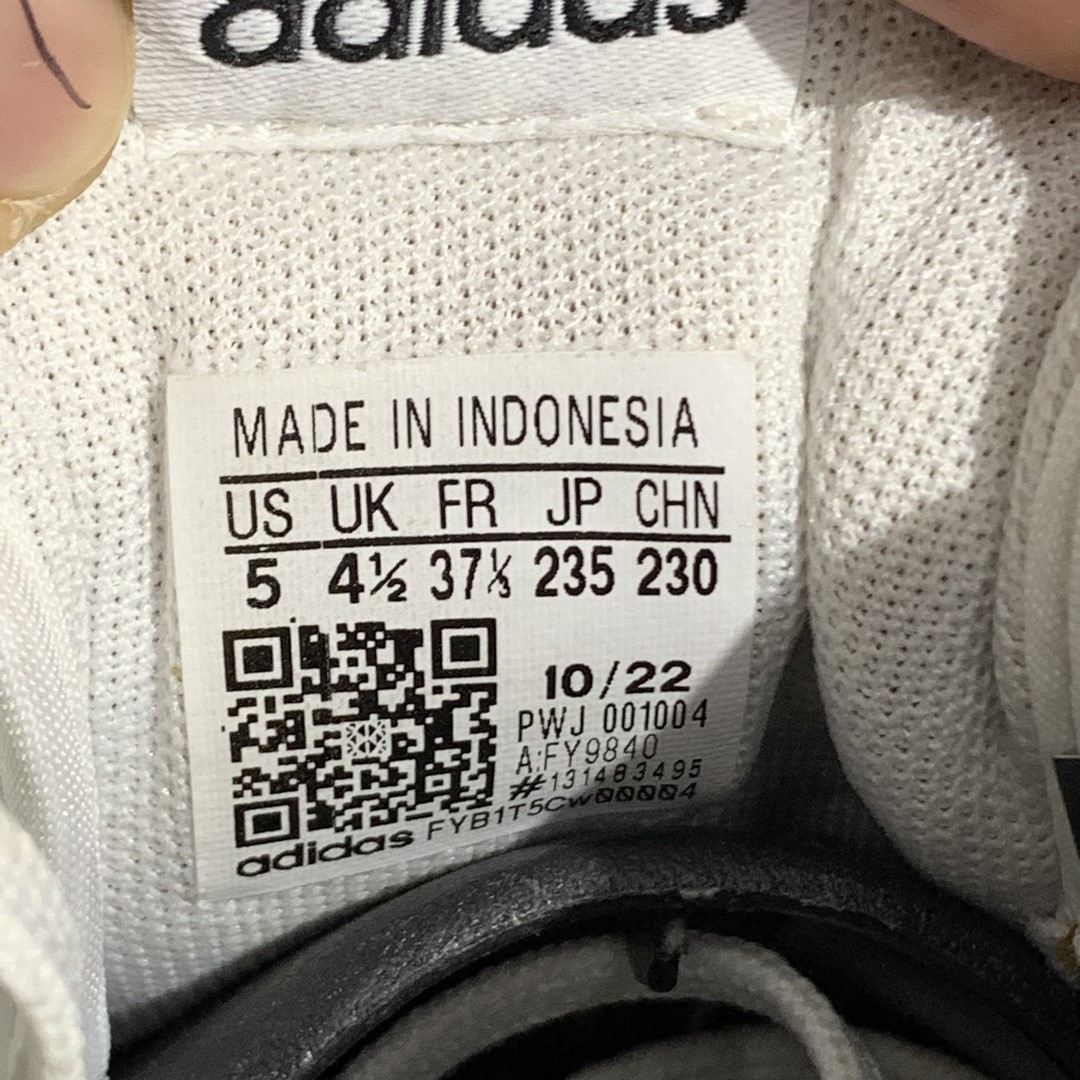 adidas
MADE IN INDONESIA
US UK FR JP CHN
5 4½ 37⅓ 235 230
10/22
PWJ 001004
A:FY9840
#131483495
adidas FYB1T5Cw00004